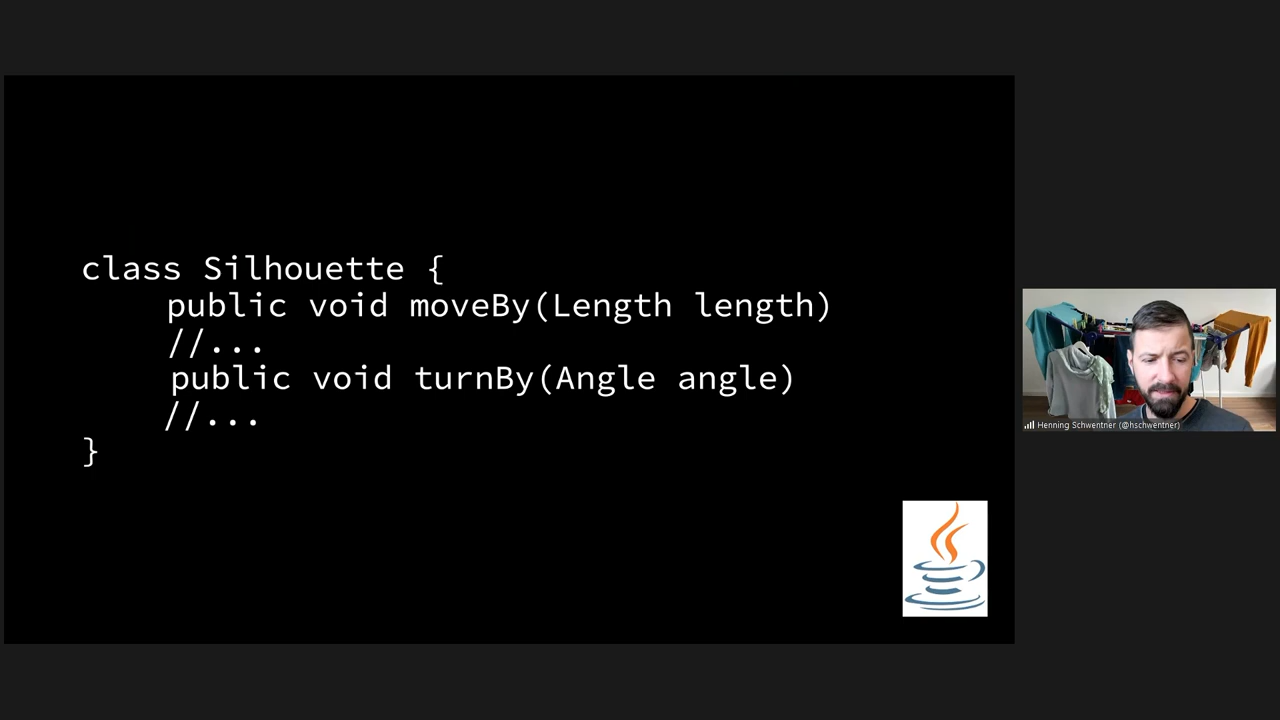 class Silhouette {
public void moveBy(Length length)
//...
public void turnBy(Angle angle)
//...
}
Henning Schwentner (@hschwentner)